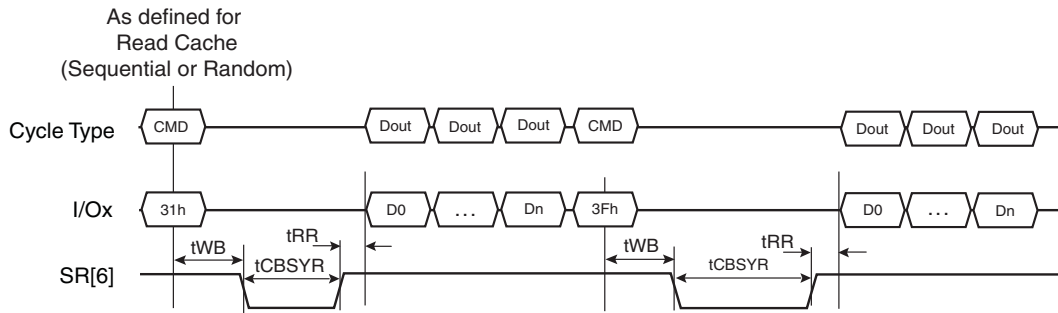 As defined for
Read Cache
(Sequential or Random)
Cycle Type CMD Dout Dout Dout CMD Dout Dout Dout
I/Ox 31h D0 ... Dn 3Fh D0 ... Dn
tWB tRR tWB tRR
SR[6] tCBSYR tCBSYR